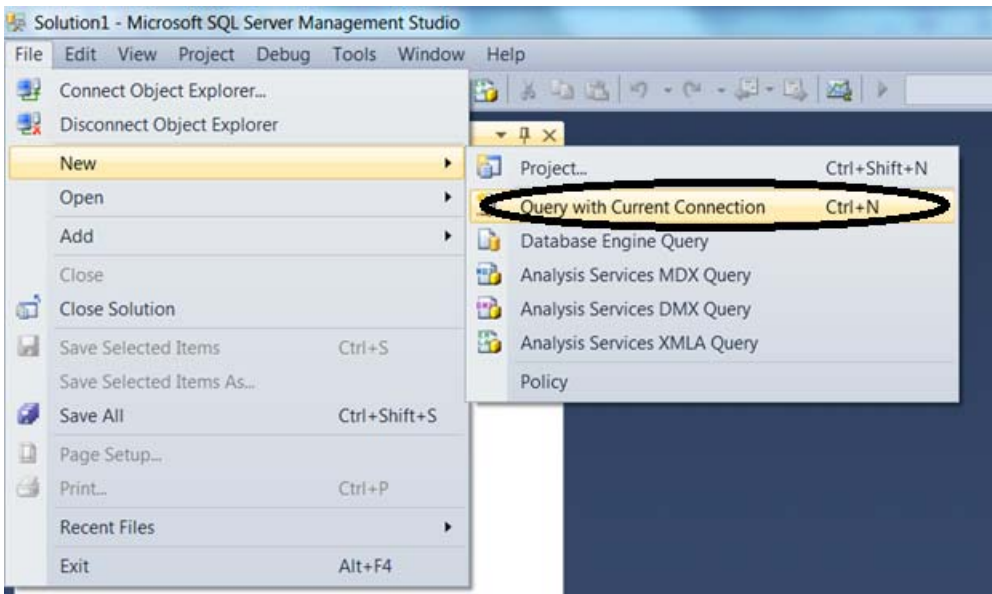 Solution1 - Microsoft SQL Server Management Studio
File Edit View Project Debug Tools Window Help
Connect Object Explorer...
Disconnect Object Explorer
New
Open
Add
Close
Close Solution
Save Selected Items Ctrl+S
Save Selected Items As...
Save All Ctrl+Shift+S
Page Setup...
Print... Ctrl+P
Recent Files
Exit Alt+F4
Project... Ctrl+Shift+N
Query with Current Connection Ctrl+N
Database Engine Query
Analysis Services MDX Query
Analysis Services DMX Query
Analysis Services XMLA Query
Policy